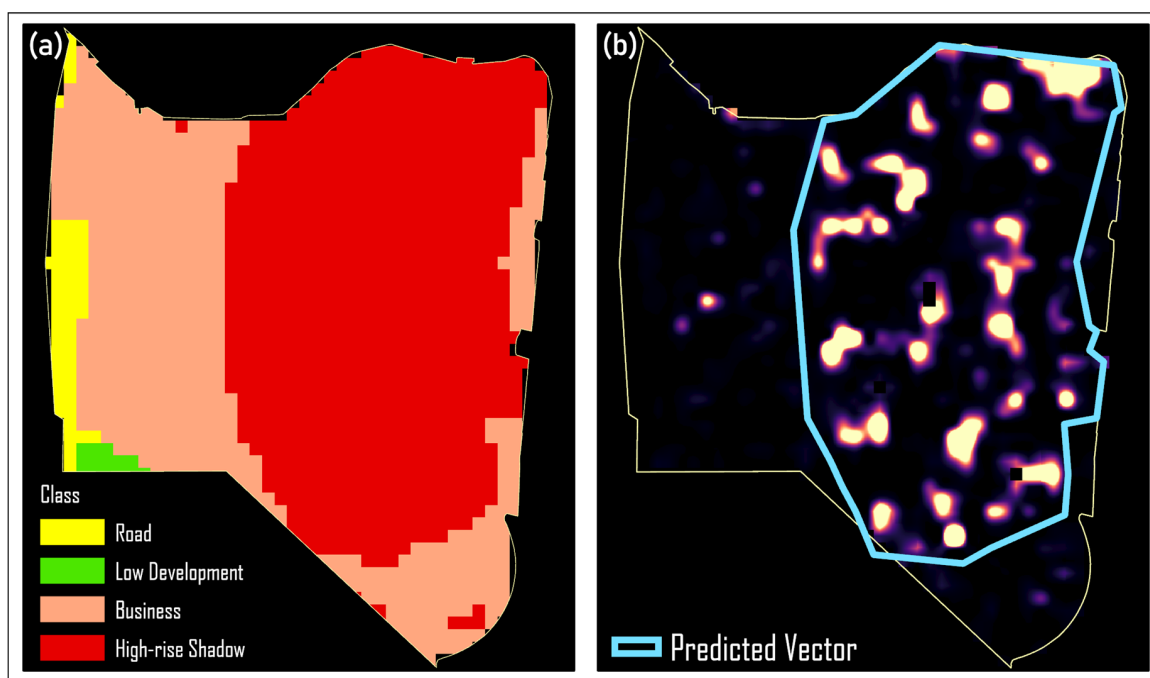 (a)
Class
Road
Low Development
Business
High-rise Shadow
(b)
Predicted Vector